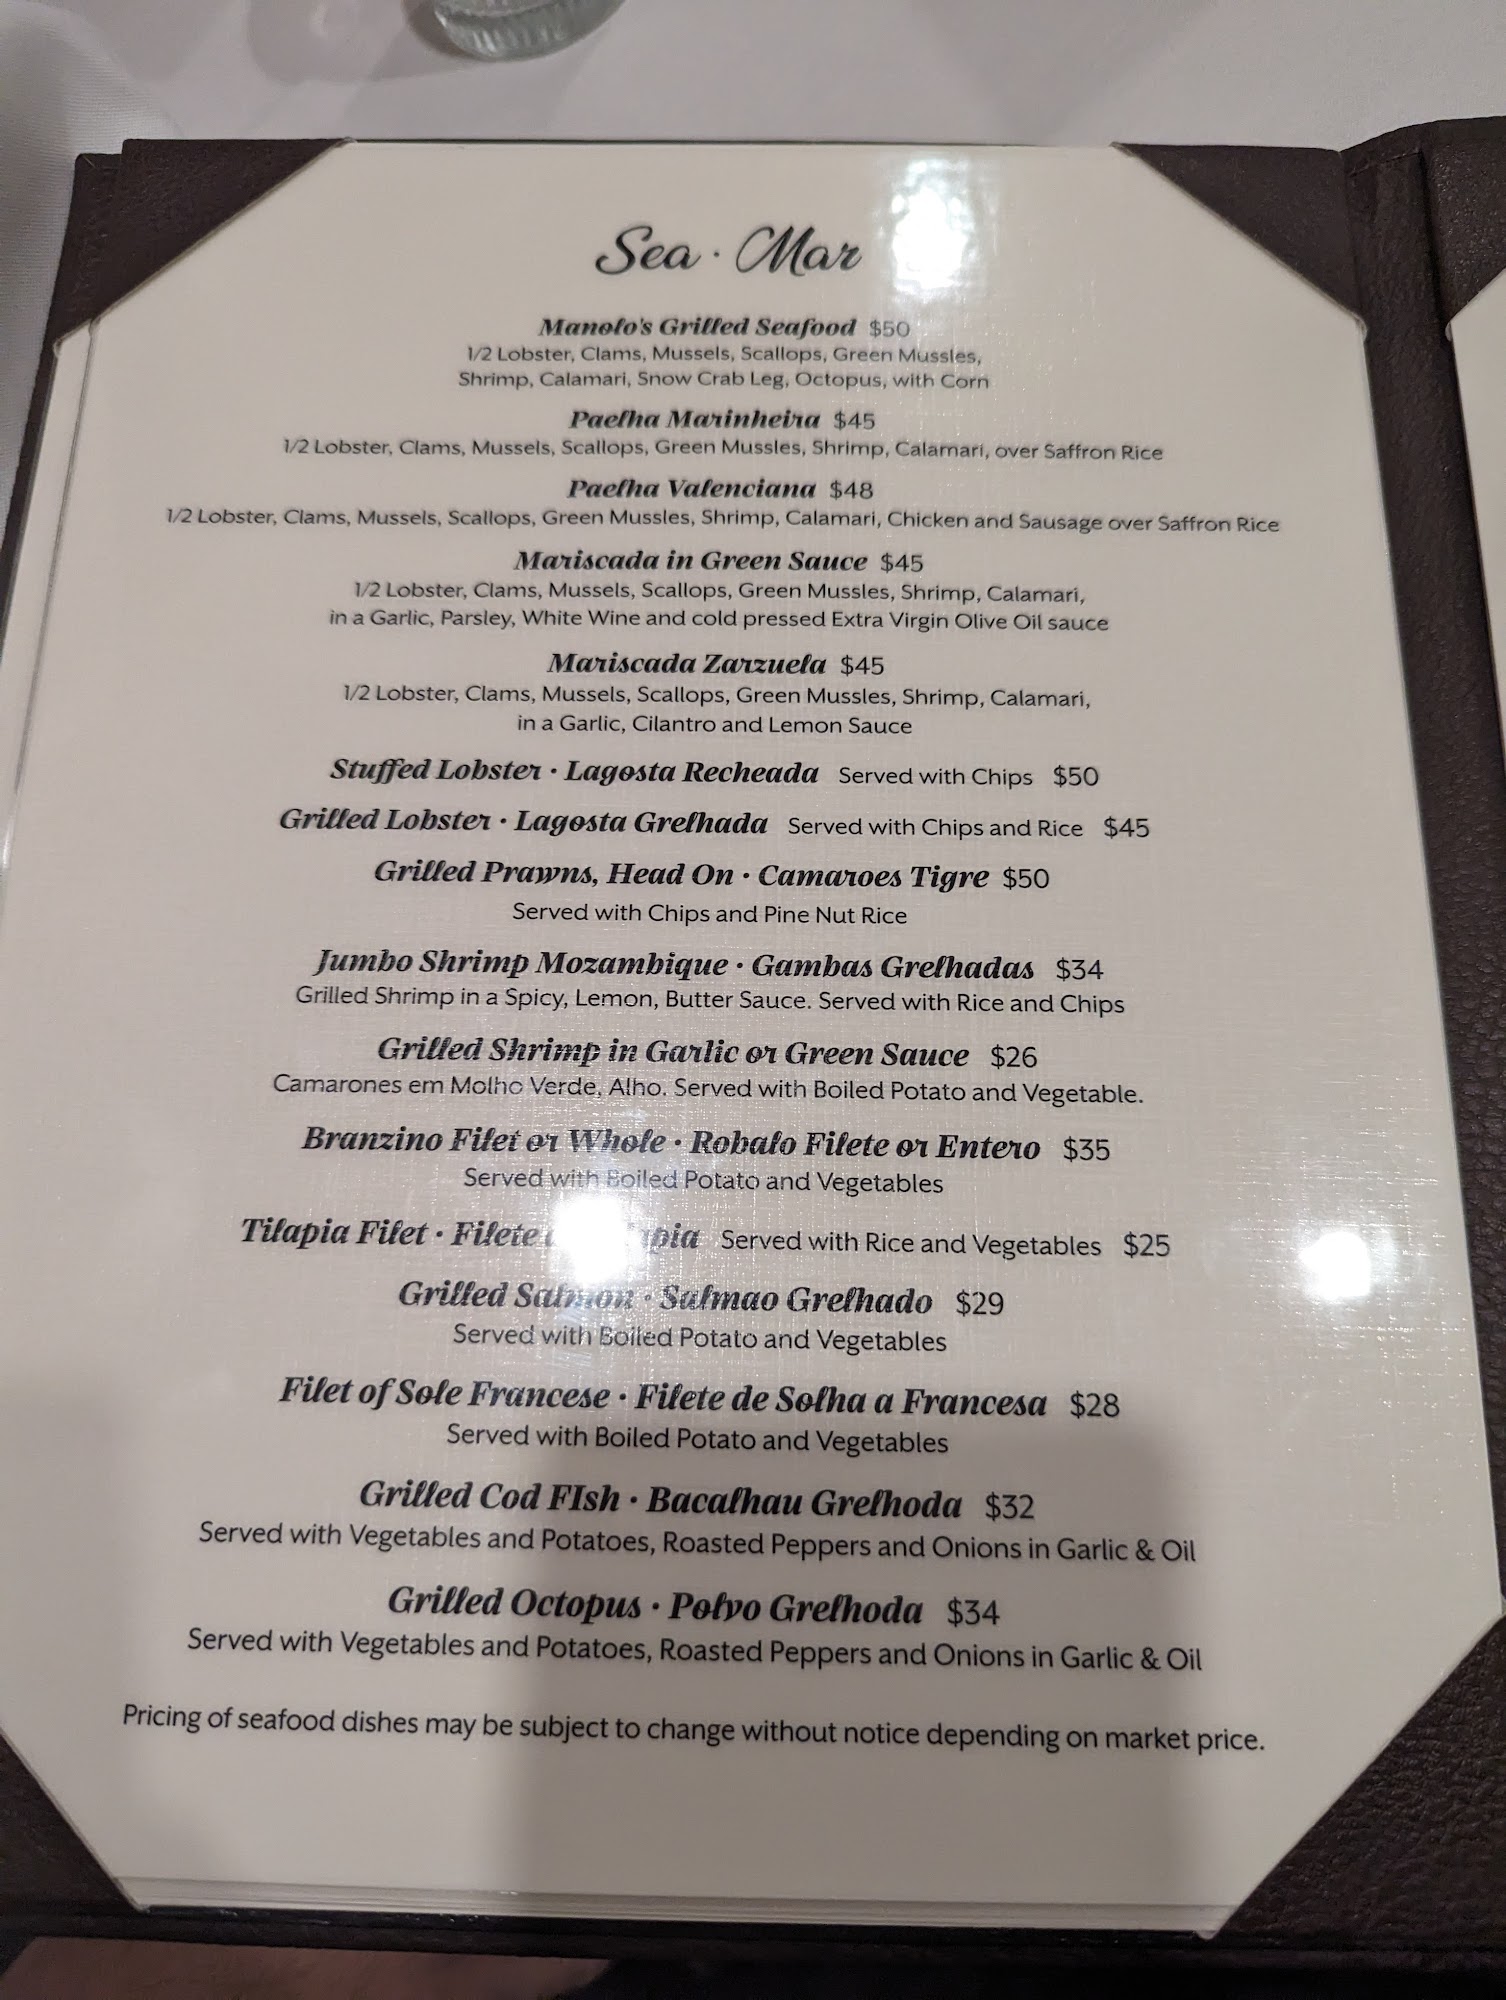 Sea · Mar
Manolo's Grilled Seafood $50
1/2 Lobster, Clams, Mussels, Scallops, Green Mussles,
Shrimp, Calamari, Snow Crab Leg, Octopus, with Corn
Paelha Marinheira $45
1/2 Lobster, Clams, Mussels, Scallops, Green Mussles, Shrimp, Calamari, over Saffron Rice
Paelha Valenciana $48
1/2 Lobster, Clams, Mussels, Scallops, Green Mussles, Shrimp, Calamari, Chicken and Sausage over Saffron Rice
Mariscada in Green Sauce $45
1/2 Lobster, Clams, Mussels, Scallops, Green Mussles, Shrimp, Calamari,
in a Garlic, Parsley, White Wine and cold pressed Extra Virgin Olive Oil sauce
Mariscada Zarzuela $45
1/2 Lobster, Clams, Mussels, Scallops, Green Mussles, Shrimp, Calamari,
in a Garlic, Cilantro and Lemon Sauce
Stuffed Lobster · Lagosta Recheada Served with Chips $50
Grilled Lobster · Lagosta Grelhada Served with Chips and Rice $45
Grilled Prawns, Head On · Camaroes Tigre $50
Served with Chips and Pine Nut Rice
Jumbo Shrimp Mozambique · Gambas Grelhadas $34
Grilled Shrimp in a Spicy, Lemon, Butter Sauce. Served with Rice and Chips
Grilled Shrimp in Garlic or Green Sauce $26
Camarones em Molho Verde, Alho. Served with Boiled Potato and Vegetable.
Branzino Filet or Whole · Robalo Filete or Entero $35
Served with Boiled Potato and Vegetables
Tilapia Filet · Filete Served with Rice and Vegetables $25
Grilled Salmon · Salmao Grelhado $29
Served with Boiled Potato and Vegetables
Filet of Sole Francese · Filete de Solha a Francesa $28
Served with Boiled Potato and Vegetables
Grilled Cod FIsh · Bacalhau Grelhoda $32
Served with Vegetables and Potatoes, Roasted Peppers and Onions in Garlic & Oil
Grilled Octopus · Polvo Grelhoda $34
Served with Vegetables and Potatoes, Roasted Peppers and Onions in Garlic & Oil
Pricing of seafood dishes may be subject to change without notice depending on market price.